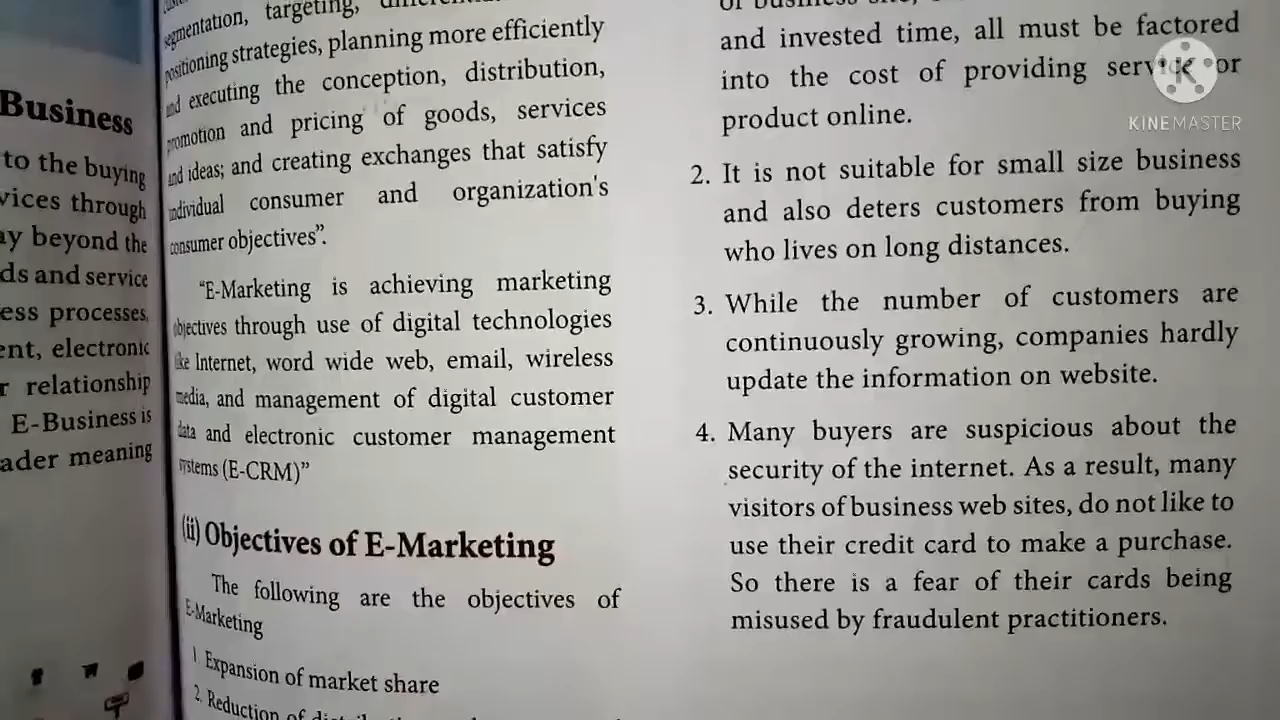 Business
to the buying
vices through
ay beyond the
ds and service
ess processes,
ent, electronic
r relationship
E-Business is
ader meaning
segmentation, targeting,
positioning strategies, planning more efficiently
and executing the conception, distribution,
promotion and pricing of goods, services
and ideas; and creating exchanges that satisfy
individual consumer and organization's
consumer objectives”.
“E-Marketing is achieving marketing
objectives through use of digital technologies
like Internet, word wide web, email, wireless
media, and management of digital customer
data and electronic customer management
systems (E-CRM)”
(ii) Objectives of E-Marketing
The following are the objectives of
E-Marketing
1 Expansion of market share
2. Reduction of
and invested time, all must be factored
into the cost of providing service or
product online.
2. It is not suitable for small size business
and also deters customers from buying
who lives on long distances.
3. While the number of customers are
continuously growing, companies hardly
update the information on website.
4. Many buyers are suspicious about the
security of the internet. As a result, many
visitors of business web sites, do not like to
use their credit card to make a purchase.
So there is a fear of their cards being
misused by fraudulent practitioners.
K
KINEMASTER